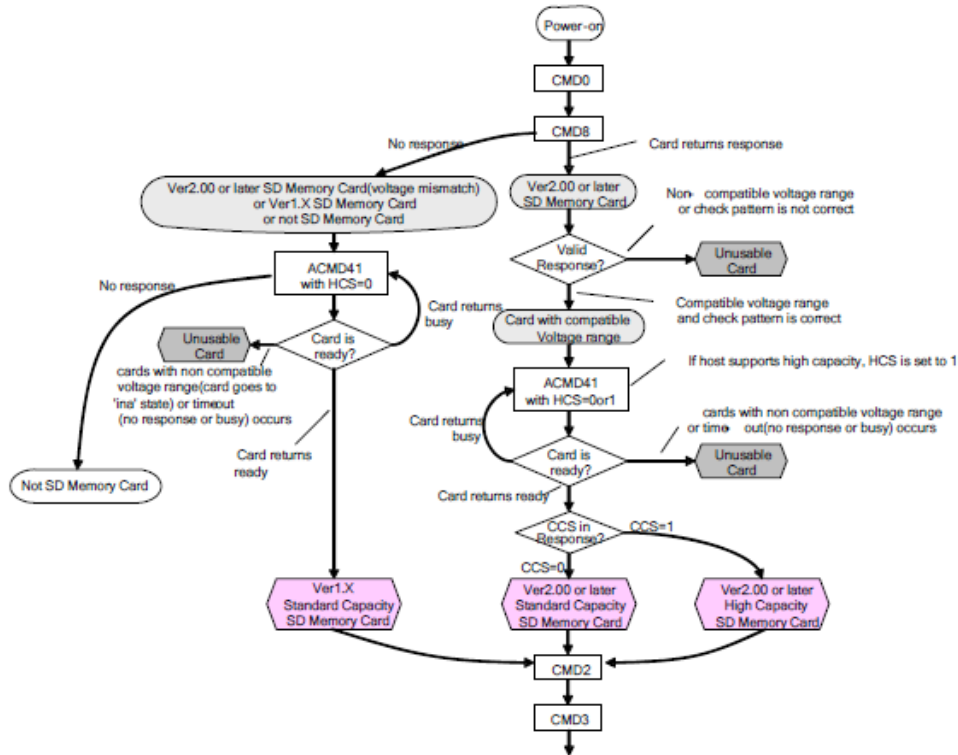 Power-on
CMD0
CMD8
No response
Card returns response
Ver2.00 or later SD Memory Card(voltage mismatch)
or Ver1.X SD Memory Card
or not SD Memory Card
Ver2.00 or later
SD Memory Card
Non- compatible voltage range
or check pattern is not correct
Valid
Response?
Unusable
Card
ACMD41
with HCS=0
No response
Card returns
busy
Compatible voltage range
and check pattern is correct
Card with compatible
Voltage range
Card is
ready?
Unusable
Card
cards with non compatible
voltage range(card goes to
'ina' state) or timeout
(no response or busy) occurs
If host supports high capacity, HCS is set to 1
ACMD41
with HCS=0or1
Card returns
busy
cards with non compatible voltage range
or time- out(no response or busy) occurs
Card is
ready?
Unusable
Card
Card returns
ready
Not SD Memory Card
Card returns ready
CCS in
Response?
CCS=1
CCS=0
Ver1.X
Standard Capacity
SD Memory Card
Ver2.00 or later
Standard Capacity
SD Memory Card
Ver2.00 or later
High Capacity
SD Memory Card
CMD2
CMD3